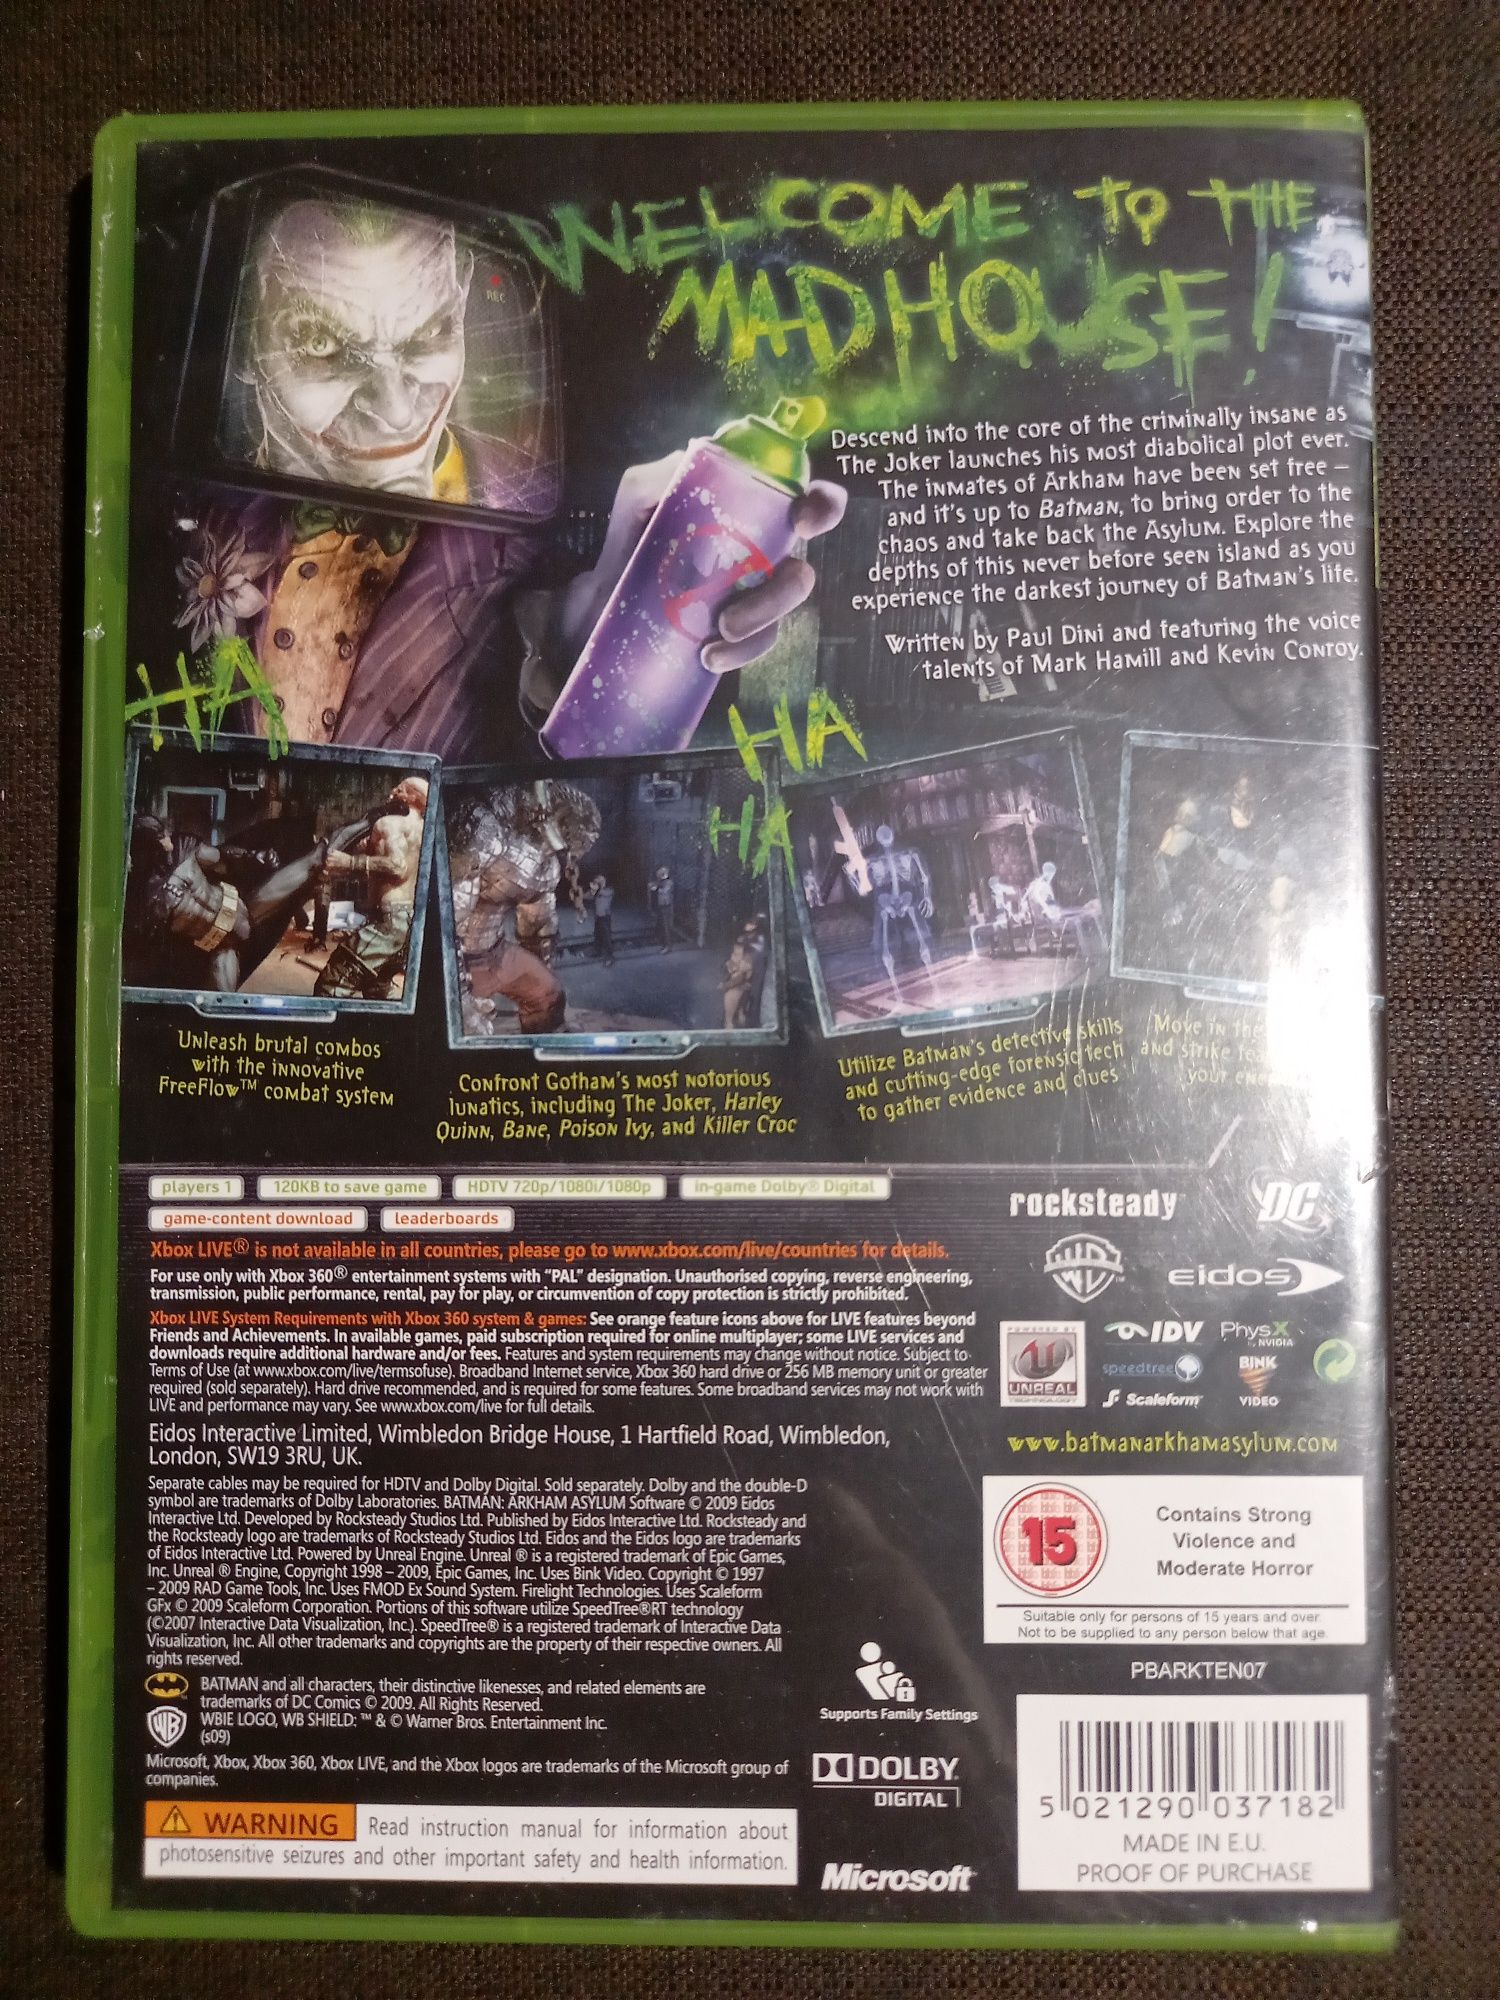 REC
WELCOME TO THE
MADHOUSE!
Descend into the core of the criminally insane as
The Joker launches his most diabolical plot ever.
The inmates of Arkham have been set free –
and it's up to Batman, to bring order to the
chaos and take back the Asylum. Explore the
depths of this never before seen island as you
experience the darkest journey of Batman's life.
Written by Paul Dini and featuring the voice
talents of Mark Hamill and Kevin Conroy.
HA
HA
HA
Unleash brutal combos
with the innovative
FreeFlow™ combat system
Confront Gotham's most notorious
lunatics, including The Joker, Harley
Quinn, Bane, Poison Ivy, and Killer Croc
Utilize Batman's detective skills
and cutting-edge forensic tech
to gather evidence and clues
Move in the
and strike
your
players 1
120KB to save game
HDTV 720p/1080i/1080p
in-game Dolby® Digital
game-content download
leaderboards
Xbox LIVE® is not available in all countries, please go to www.xbox.com/live/countries for details.
For use only with Xbox 360® entertainment systems with "PAL" designation. Unauthorised copying, reverse engineering,
transmission, public performance, rental, pay for play, or circumvention of copy protection is strictly prohibited.
Xbox LIVE System Requirements with Xbox 360 system & games: See orange feature icons above for LIVE features beyond
Friends and Achievements. In available games, paid subscription required for online multiplayer; some LIVE services and
downloads require additional hardware and/or fees. Features and system requirements may change without notice. Subject to
Terms of Use (at www.xbox.com/live/termsofuse). Broadband Internet service, Xbox 360 hard drive or 256 MB memory unit or greater
required (sold separately). Hard drive recommended, and is required for some features. Some broadband services may not work with
LIVE and performance may vary. See www.xbox.com/live for full details.
Eidos Interactive Limited, Wimbledon Bridge House, 1 Hartfield Road, Wimbledon,
London, SW19 3RU, UK.
Separate cables may be required for HDTV and Dolby Digital. Sold separately. Dolby and the double-D
symbol are trademarks of Dolby Laboratories. BATMAN: ARKHAM ASYLUM Software © 2009 Eidos
Interactive Ltd. Developed by Rocksteady Studios Ltd. Published by Eidos Interactive Ltd. Rocksteady and
the Rocksteady logo are trademarks of Rocksteady Studios Ltd. Eidos and the Eidos logo are trademarks
of Eidos Interactive Ltd. Powered by Unreal Engine. Unreal ® is a registered trademark of Epic Games,
Inc. Unreal ® Engine, Copyright 1998 – 2009, Epic Games, Inc. Uses Bink Video. Copyright © 1997
– 2009 RAD Game Tools, Inc. Uses FMOD Ex Sound System. Firelight Technologies. Uses Scaleform
GFx © 2009 Scaleform Corporation. Portions of this software utilize SpeedTree®RT technology
(©2007 Interactive Data Visualization, Inc.). SpeedTree® is a registered trademark of Interactive Data
Visualization, Inc. All other trademarks and copyrights are the property of their respective owners. All
rights reserved.
BATMAN and all characters, their distinctive likenesses, and related elements are
trademarks of DC Comics © 2009. All Rights Reserved.
WB
WBIE LOGO, WB SHIELD: ™ & © Warner Bros. Entertainment Inc.
(s09)
Microsoft, Xbox, Xbox 360, Xbox LIVE, and the Xbox logos are trademarks of the Microsoft group of
companies.
WARNING Read instruction manual for information about
photosensitive seizures and other important safety and health information.
rocksteady
DC
WB
eidos
POWERED BY
UNREAL
TECHNOLOGY
IDV
PhysX
by NVIDIA
speedtree
BINK
VIDEO
Scaleform
www.batmanarkhamasylum.com
15
Contains Strong
Violence and
Moderate Horror
Suitable only for persons of 15 years and over.
Not to be supplied to any person below that age.
PBARKTEN07
Supports Family Settings
DOLBY
DIGITAL
Microsoft
5 021290 037182
MADE IN E.U.
PROOF OF PURCHASE